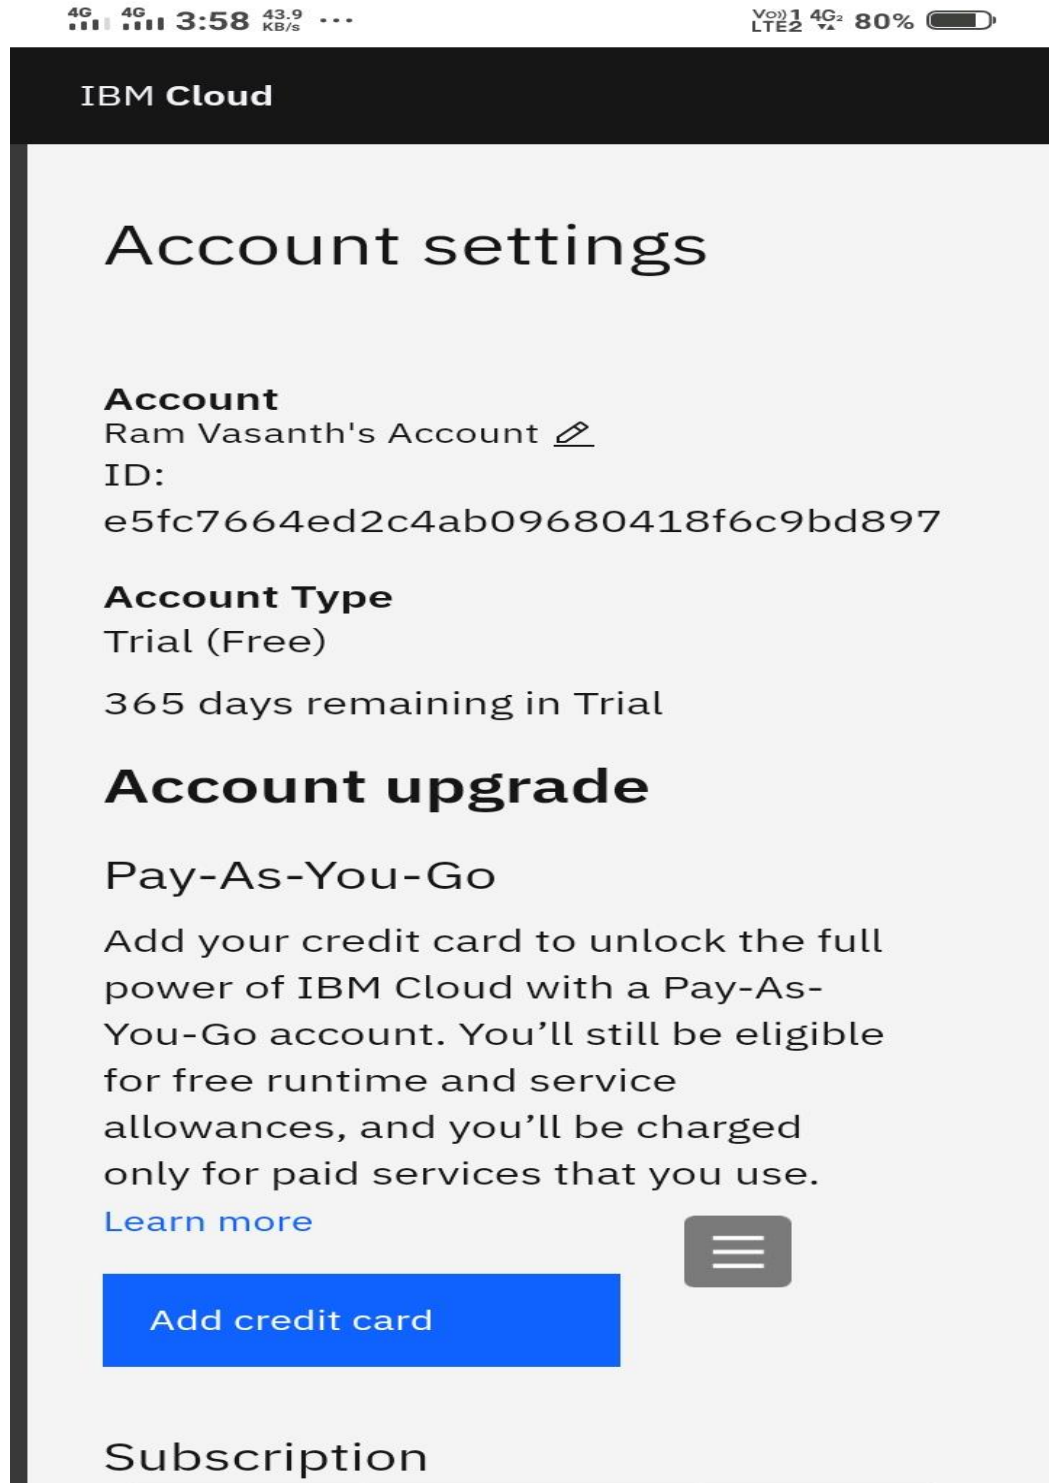 4G 4G 3:58 43.9 KB/s ... Vo)) 1 LTE2 4G2 80%
IBM Cloud
Account settings
Account
Ram Vasanth's Account
ID:
e5fc7664ed2c4ab09680418f6c9bd897
Account Type
Trial (Free)
365 days remaining in Trial
Account upgrade
Pay-As-You-Go
Add your credit card to unlock the full
power of IBM Cloud with a Pay-As-
You-Go account. You’ll still be eligible
for free runtime and service
allowances, and you’ll be charged
only for paid services that you use.
Learn more
Add credit card
Subscription